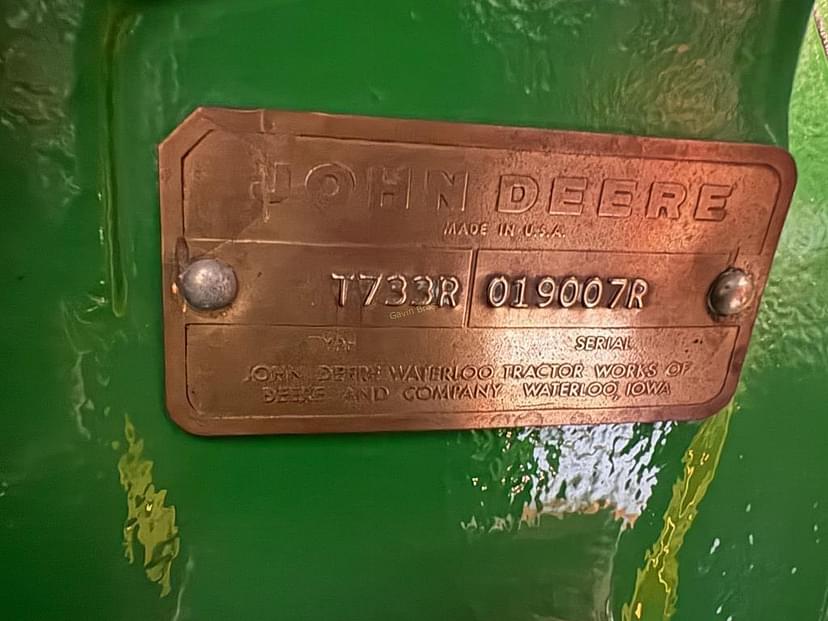 JOHN DEERE
MADE IN U.S.A.
T733R 019007R
TYPE SERIAL
JOHN DEERE WATERLOO TRACTOR WORKS OF
DEERE AND COMPANY WATERLOO, IOWA
Gavin